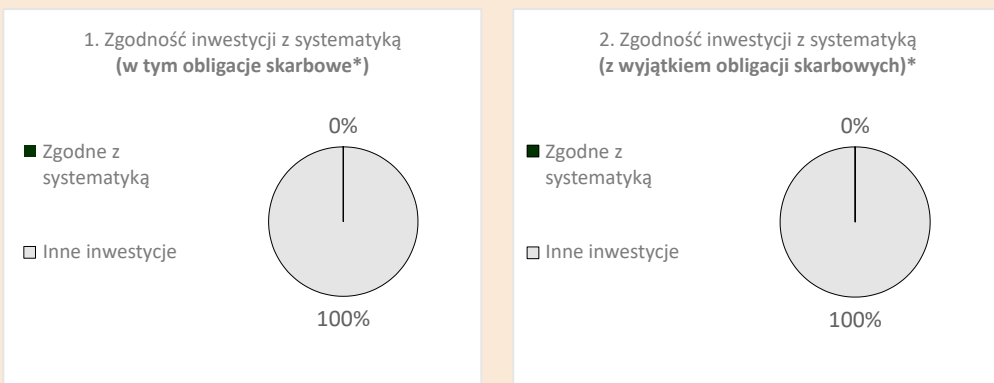 1. Zgodność inwestycji z systematyką
(w tym obligacje skarbowe*)
0%
Zgodne z
systematyką
Inne inwestycje
100%
2. Zgodność inwestycji z systematyką
(z wyjątkiem obligacji skarbowych)*
0%
Zgodne z
systematyką
Inne inwestycje
100%